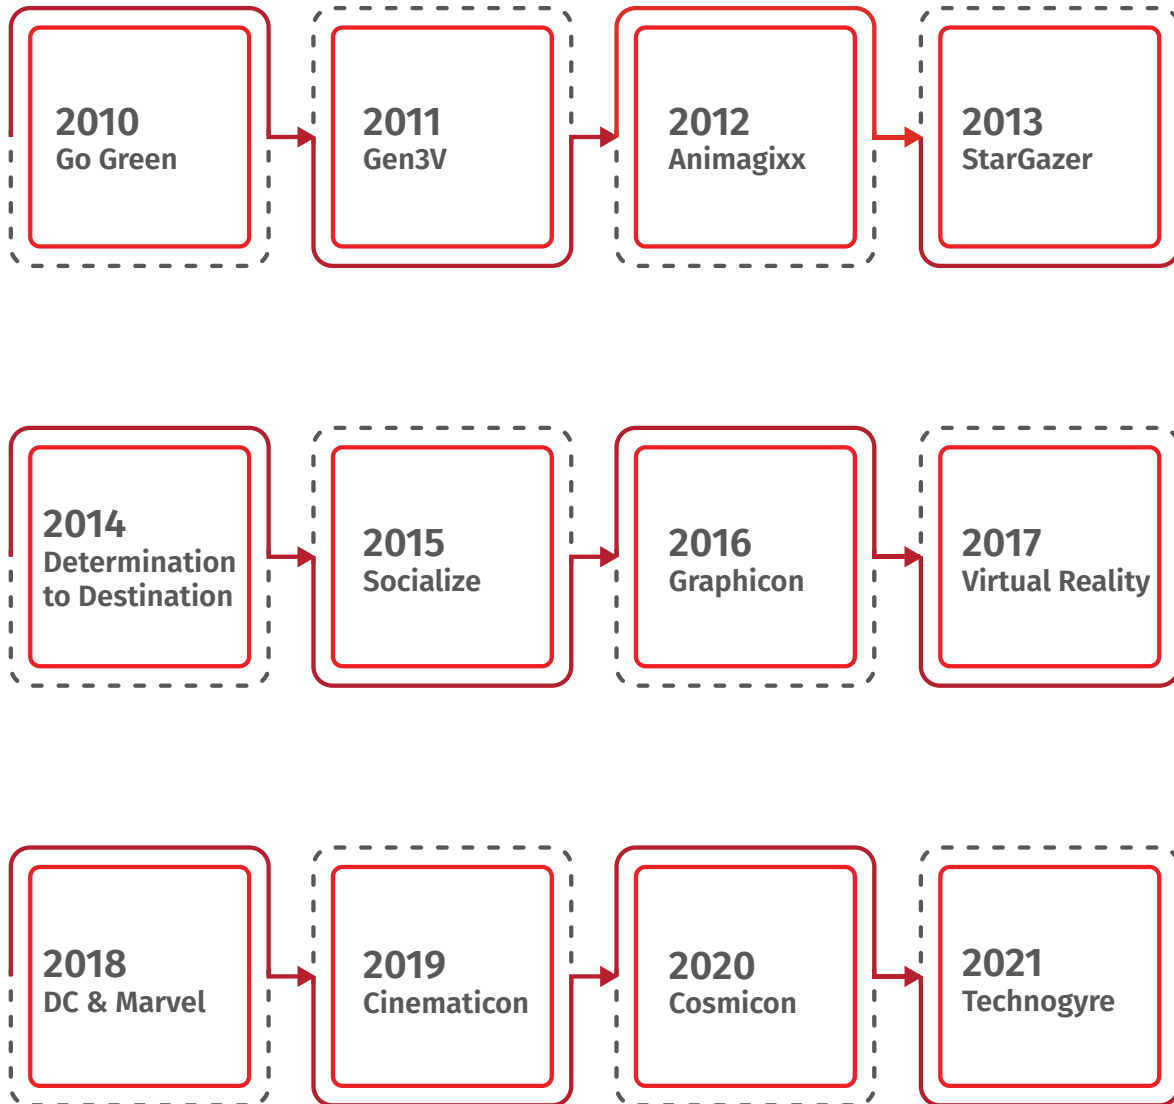 2010
Go Green
2011
Gen3V
2012
Animagixx
2013
StarGazer
2014
Determination
to Destination
2015
Socialize
2016
Graphicon
2017
Virtual Reality
2018
DC & Marvel
2019
Cinematicon
2020
Cosmicon
2021
Technogyre